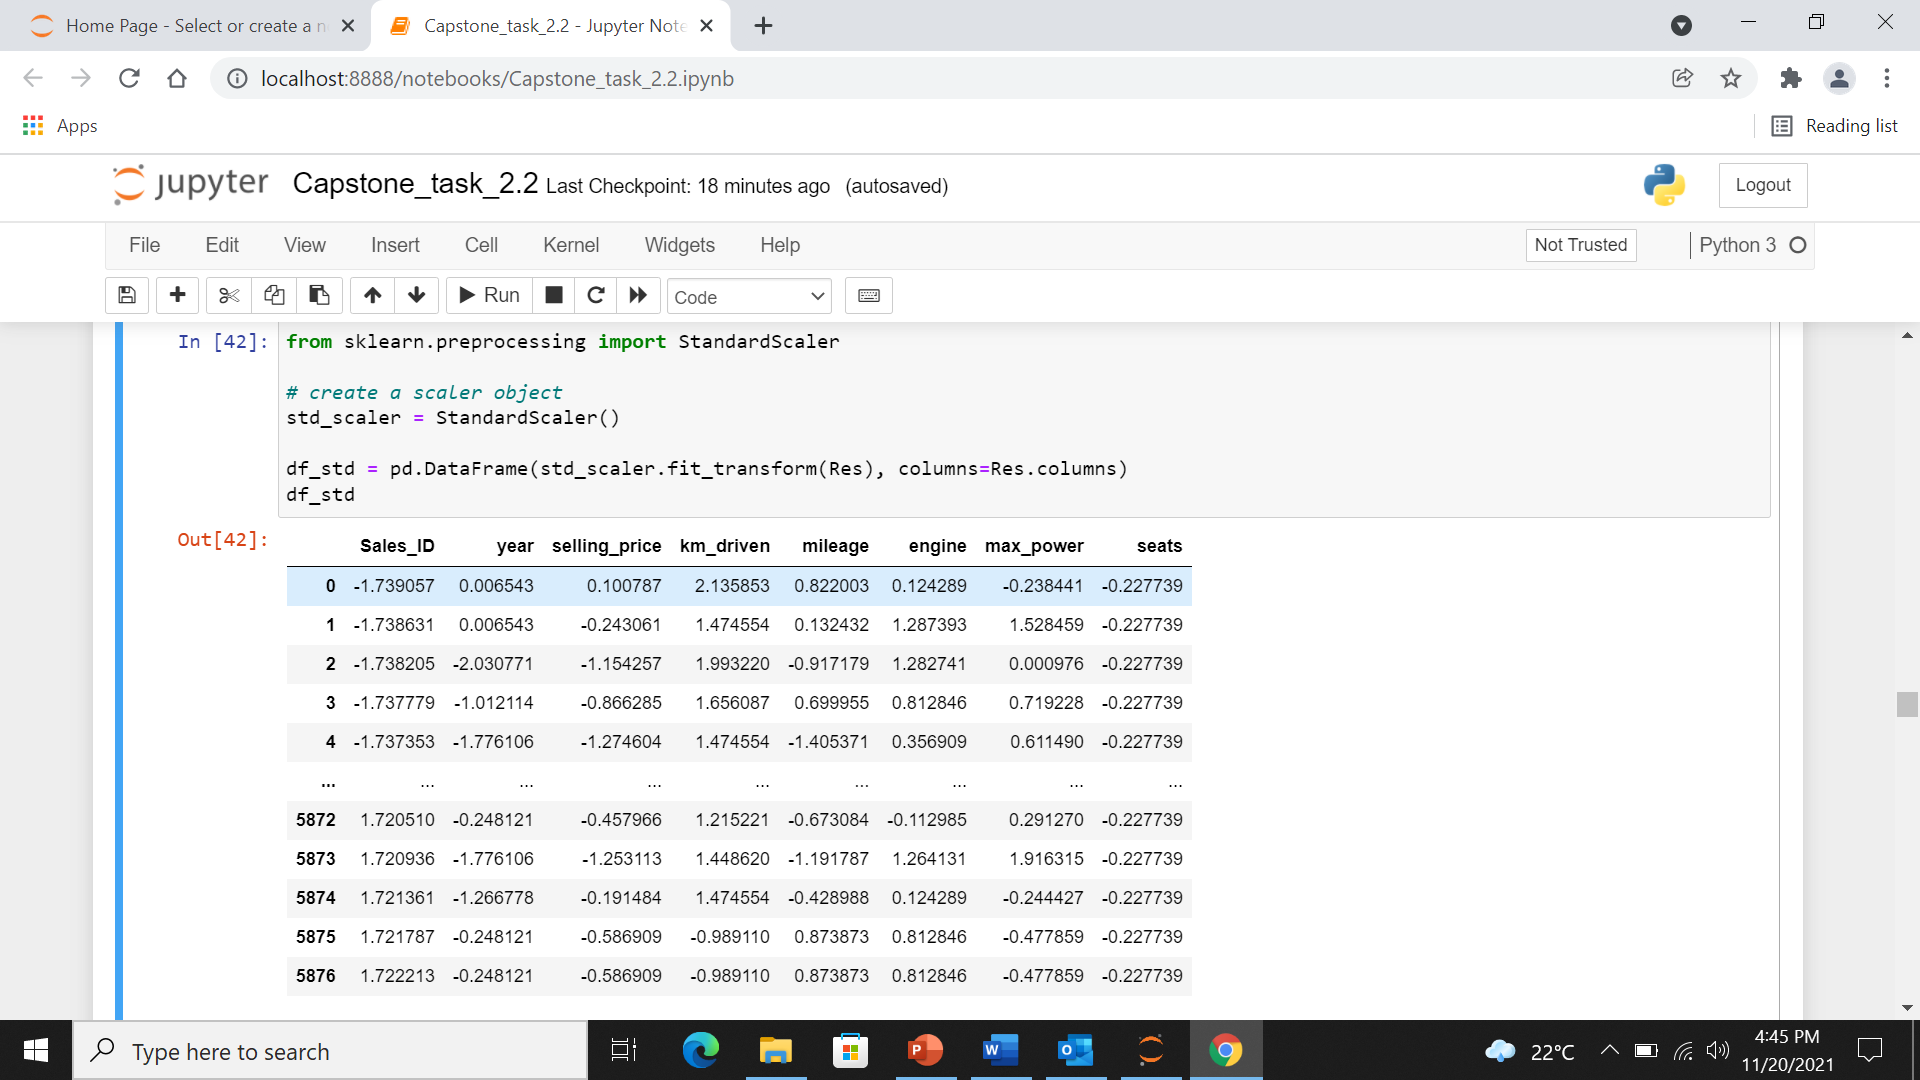 Home Page - Select or create a n
Capstone_task_2.2 - Jupyter Note
localhost:8888/notebooks/Capstone_task_2.2.ipynb
Apps
Reading list
jupyter Capstone_task_2.2 Last Checkpoint: 18 minutes ago (autosaved)
Logout
File Edit View Insert Cell Kernel Widgets Help
Not Trusted
Python 3
Run
Code
In [42]: from sklearn.preprocessing import StandardScaler
# create a scaler object
std_scaler = StandardScaler()
df_std = pd.DataFrame(std_scaler.fit_transform(Res), columns=Res.columns)
df_std
Out[42]:
Sales_ID year selling_price km_driven mileage engine max_power seats
0 -1.739057 0.006543 0.100787 2.135853 0.822003 0.124289 -0.238441 -0.227739
1 -1.738631 0.006543 -0.243061 1.474554 0.132432 1.287393 1.528459 -0.227739
2 -1.738205 -2.030771 -1.154257 1.993220 -0.917179 1.282741 0.000976 -0.227739
3 -1.737779 -1.012114 -0.866285 1.656087 0.699955 0.812846 0.719228 -0.227739
4 -1.737353 -1.776106 -1.274604 1.474554 -1.405371 0.356909 0.611490 -0.227739
... ... ... ... ... ... ... ... ...
5872 1.720510 -0.248121 -0.457966 1.215221 -0.673084 -0.112985 0.291270 -0.227739
5873 1.720936 -1.776106 -1.253113 1.448620 -1.191787 1.264131 1.916315 -0.227739
5874 1.721361 -1.266778 -0.191484 1.474554 -0.428988 0.124289 -0.244427 -0.227739
5875 1.721787 -0.248121 -0.586909 -0.989110 0.873873 0.812846 -0.477859 -0.227739
5876 1.722213 -0.248121 -0.586909 -0.989110 0.873873 0.812846 -0.477859 -0.227739
Type here to search
22°C
4:45 PM
11/20/2021